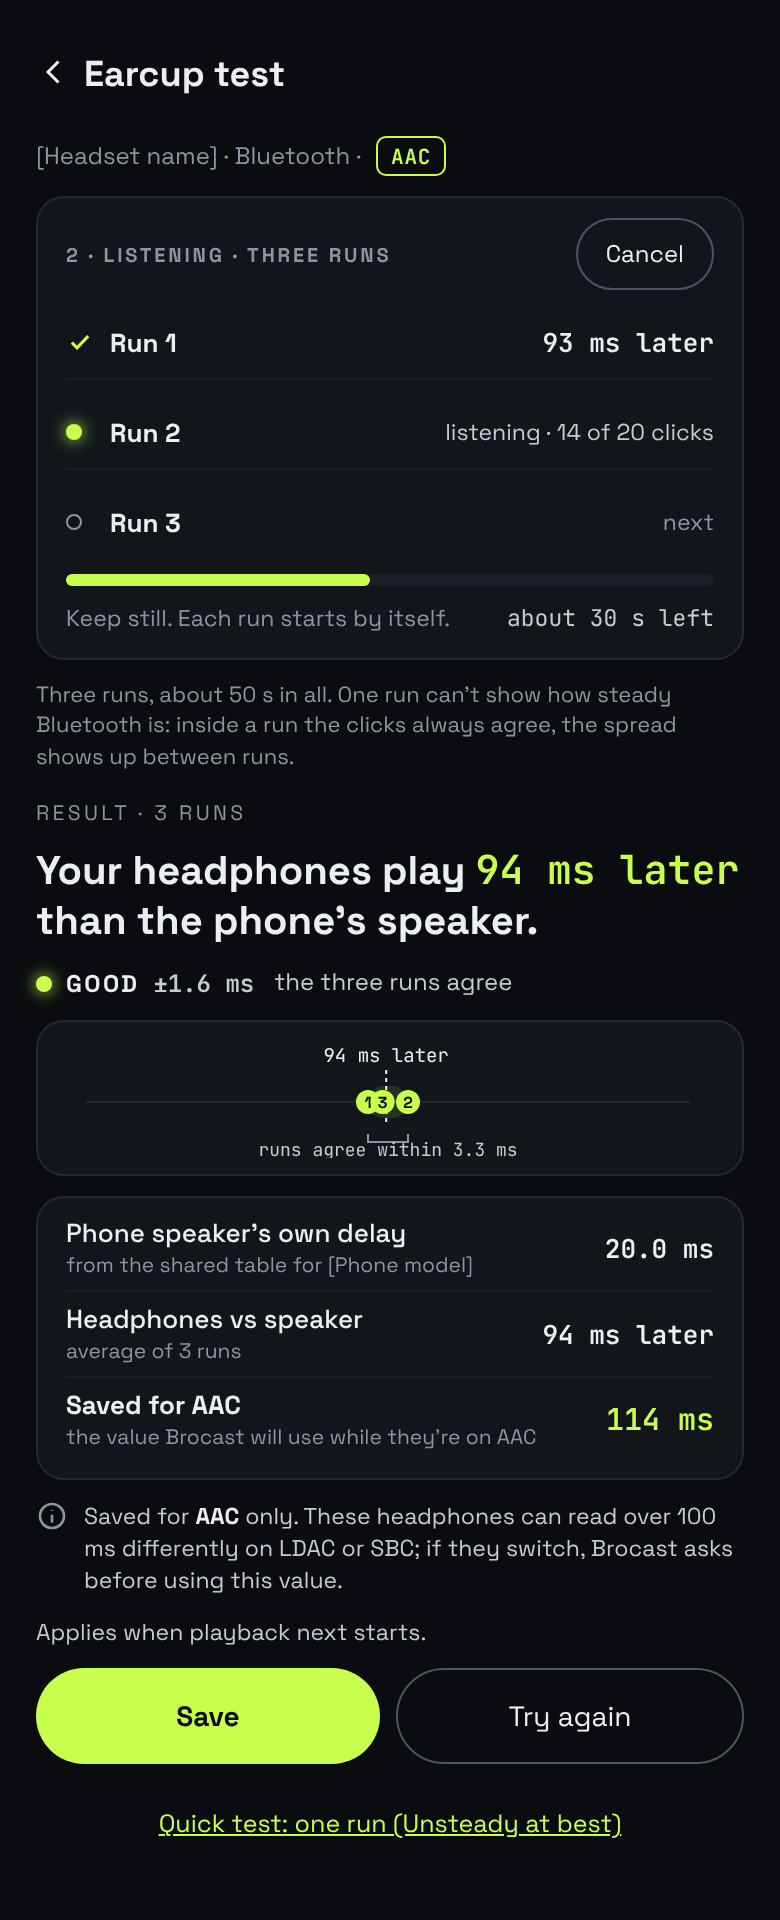 Earcup test
[Headset name] · Bluetooth · AAC
2 · LISTENING · THREE RUNS Cancel
Run 1 93 ms later
Run 2 listening · 14 of 20 clicks
Run 3 next
Keep still. Each run starts by itself. about 30 s left
Three runs, about 50 s in all. One run can’t show how steady
Bluetooth is: inside a run the clicks always agree, the spread
shows up between runs.
RESULT · 3 RUNS
Your headphones play 94 ms later
than the phone’s speaker.
GOOD ±1.6 ms the three runs agree
94 ms later
1 3 2
runs agree within 3.3 ms
Phone speaker’s own delay 20.0 ms
from the shared table for [Phone model]
Headphones vs speaker 94 ms later
average of 3 runs
Saved for AAC 114 ms
the value Brocast will use while they’re on AAC
Saved for AAC only. These headphones can read over 100
ms differently on LDAC or SBC; if they switch, Brocast asks
before using this value.
Applies when playback next starts.
Save Try again
Quick test: one run (Unsteady at best)